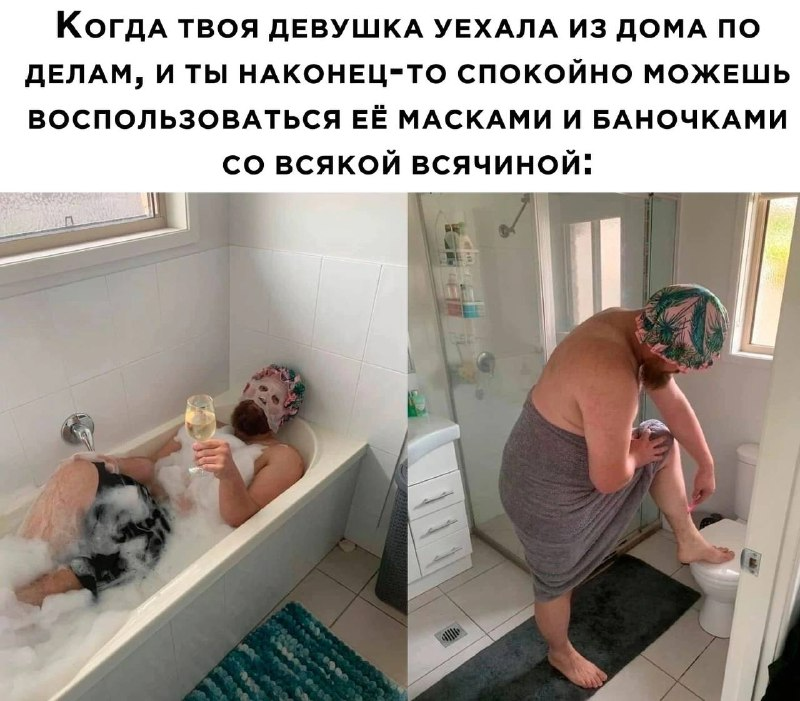 Когда твоя девушка уехала из дома по
делам, и ты наконец-то спокойно можешь
воспользоваться её масками и баночками
со всякой всячиной: